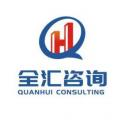 全汇咨询
QUANHUI CONSULTING